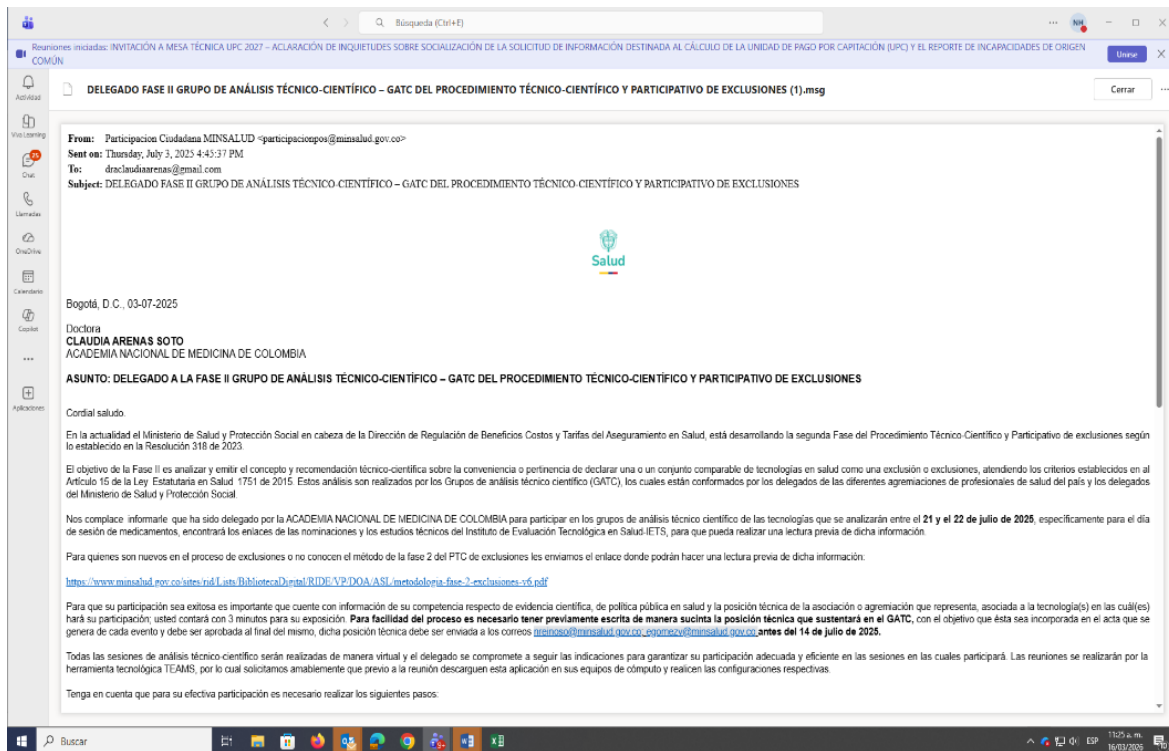 Búsqueda (Ctrl+E)
NH
Reuniones iniciadas: INVITACIÓN A MESA TÉCNICA UPC 2027 – ACLARACIÓN DE INQUIETUDES SOBRE SOCIALIZACIÓN DE LA SOLICITUD DE INFORMACIÓN DESTINADA AL CÁLCULO DE LA UNIDAD DE PAGO POR CAPITACIÓN (UPC) Y EL REPORTE DE INCAPACIDADES DE ORIGEN
COMÚN
Unirse
Actividad
Viva Learning
25
Chat
Llamadas
OneDrive
Calendario
Copilot
Aplicaciones
DELEGADO FASE II GRUPO DE ANÁLISIS TÉCNICO-CIENTÍFICO – GATC DEL PROCEDIMIENTO TÉCNICO-CIENTÍFICO Y PARTICIPATIVO DE EXCLUSIONES (1).msg
Cerrar
From: Participacion Ciudadana MINSALUD <participacionpos@minsalud.gov.co>
Sent on: Thursday, July 3, 2025 4:45:37 PM
To: draclaudiaarenas@gmail.com
Subject: DELEGADO FASE II GRUPO DE ANÁLISIS TÉCNICO-CIENTÍFICO – GATC DEL PROCEDIMIENTO TÉCNICO-CIENTÍFICO Y PARTICIPATIVO DE EXCLUSIONES
Salud
Bogotá, D.C., 03-07-2025
Doctora
CLAUDIA ARENAS SOTO
ACADEMIA NACIONAL DE MEDICINA DE COLOMBIA
ASUNTO: DELEGADO A LA FASE II GRUPO DE ANÁLISIS TÉCNICO-CIENTÍFICO – GATC DEL PROCEDIMIENTO TÉCNICO-CIENTÍFICO Y PARTICIPATIVO DE EXCLUSIONES
Cordial saludo.
En la actualidad el Ministerio de Salud y Protección Social en cabeza de la Dirección de Regulación de Beneficios Costos y Tarifas del Aseguramiento en Salud, está desarrollando la segunda Fase del Procedimiento Técnico-Científico y Participativo de exclusiones según
lo establecido en la Resolución 318 de 2023.
El objetivo de la Fase II es analizar y emitir el concepto y recomendación técnico-científica sobre la conveniencia o pertinencia de declarar una o un conjunto comparable de tecnologías en salud como una exclusión o exclusiones, atendiendo los criterios establecidos en al
Artículo 15 de la Ley Estatutaria en Salud 1751 de 2015. Estos análisis son realizados por los Grupos de análisis técnico científico (GATC), los cuales están conformados por los delegados de las diferentes agremiaciones de profesionales de salud del país y los delegados
del Ministerio de Salud y Protección Social.
Nos complace informarle que ha sido delegado por la ACADEMIA NACIONAL DE MEDICINA DE COLOMBIA para participar en los grupos de análisis técnico científico de las tecnologías que se analizarán entre el 21 y el 22 de julio de 2025, específicamente para el día
de sesión de medicamentos, encontrará los enlaces de las nominaciones y los estudios técnicos del Instituto de Evaluación Tecnológica en Salud-IETS, para que pueda realizar una lectura previa de dicha información.
Para quienes son nuevos en el proceso de exclusiones o no conocen el método de la fase 2 del PTC de exclusiones les enviamos el enlace donde podrán hacer una lectura previa de dicha información:
https://www.minsalud.gov.co/sites/rid/Lists/BibliotecaDigital/RIDE/VP/DOA/ASL/metodologia-fase-2-exclusiones-v6.pdf
Para que su participación sea exitosa es importante que cuente con información de su competencia respecto de evidencia científica, de política pública en salud y la posición técnica de la asociación o agremiación que representa, asociada a la tecnología(s) en las cuál(es)
hará su participación; usted contará con 3 minutos para su exposición. Para facilidad del proceso es necesario tener previamente escrita de manera sucinta la posición técnica que sustentará en el GATC, con el objetivo que ésta sea incorporada en el acta que se
genera de cada evento y debe ser aprobada al final del mismo, dicha posición técnica debe ser enviada a los correos nreinoso@minsalud.gov.co; egomezv@minsalud.gov.co antes del 14 de julio de 2025.
Todas las sesiones de análisis técnico-científico serán realizadas de manera virtual y el delegado se compromete a seguir las indicaciones para garantizar su participación adecuada y eficiente en las sesiones en las cuales participará. Las reuniones se realizarán por la
herramienta tecnológica TEAMS, por lo cual solicitamos amablemente que previo a la reunión descarguen esta aplicación en sus equipos de cómputo y realicen las configuraciones respectivas.
Tenga en cuenta que para su efectiva participación es necesario realizar los siguientes pasos:
Buscar
ESP
11:25 a. m.
16/03/2026